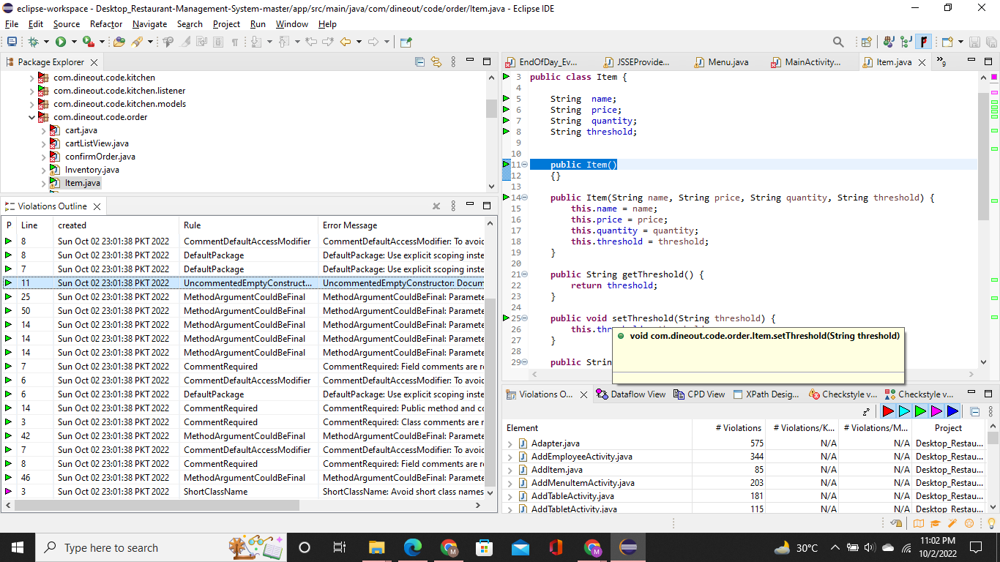 eclipse-workspace - Desktop_Restaurant-Management-System-master/app/src/main/java/com/dineout/code/order/Item.java - Eclipse IDE
File Edit Source Refactor Navigate Search Project Run Window Help
Package Explorer
com.dineout.code.kitchen
com.dineout.code.kitchen.listener
com.dineout.code.kitchen.models
com.dineout.code.order
cart.java
cartListView.java
confirmOrder.java
Inventory.java
Item.java
Violations Outline
P Line created Rule Error Message
8 Sun Oct 02 23:01:38 PKT 2022 CommentDefaultAccessModifier CommentDefaultAccessModifier: To avoid
8 Sun Oct 02 23:01:38 PKT 2022 DefaultPackage DefaultPackage: Use explicit scoping inste
7 Sun Oct 02 23:01:38 PKT 2022 DefaultPackage DefaultPackage: Use explicit scoping inste
11 Sun Oct 02 23:01:38 PKT 2022 UncommentedEmptyConstruct... UncommentedEmptyConstructor: Docum
25 Sun Oct 02 23:01:38 PKT 2022 MethodArgumentCouldBeFinal MethodArgumentCouldBeFinal: Paramete
50 Sun Oct 02 23:01:38 PKT 2022 MethodArgumentCouldBeFinal MethodArgumentCouldBeFinal: Paramete
14 Sun Oct 02 23:01:38 PKT 2022 MethodArgumentCouldBeFinal MethodArgumentCouldBeFinal: Paramete
14 Sun Oct 02 23:01:38 PKT 2022 MethodArgumentCouldBeFinal MethodArgumentCouldBeFinal: Paramete
14 Sun Oct 02 23:01:38 PKT 2022 MethodArgumentCouldBeFinal MethodArgumentCouldBeFinal: Paramete
7 Sun Oct 02 23:01:38 PKT 2022 CommentRequired CommentRequired: Field comments are re
6 Sun Oct 02 23:01:38 PKT 2022 CommentDefaultAccessModifier CommentDefaultAccessModifier: To avoid
6 Sun Oct 02 23:01:38 PKT 2022 DefaultPackage DefaultPackage: Use explicit scoping inste
14 Sun Oct 02 23:01:38 PKT 2022 CommentRequired CommentRequired: Public method and co
3 Sun Oct 02 23:01:38 PKT 2022 CommentRequired CommentRequired: Class comments are r
42 Sun Oct 02 23:01:38 PKT 2022 MethodArgumentCouldBeFinal MethodArgumentCouldBeFinal: Paramete
7 Sun Oct 02 23:01:38 PKT 2022 CommentDefaultAccessModifier CommentDefaultAccessModifier: To avoid
8 Sun Oct 02 23:01:38 PKT 2022 CommentRequired CommentRequired: Field comments are re
46 Sun Oct 02 23:01:38 PKT 2022 MethodArgumentCouldBeFinal MethodArgumentCouldBeFinal: Paramete
3 Sun Oct 02 23:01:38 PKT 2022 ShortClassName ShortClassName: Avoid short class names
EndOfDay_Ev... JSSEProvide... Menu.java MainActivity... Item.java 9
3 public class Item {
4
5 String name;
6 String price;
7 String quantity;
8 String threshold;
9
10
11 public Item()
12 {}
13
14 public Item(String name, String price, String quantity, String threshold) {
15 this.name = name;
16 this.price = price;
17 this.quantity = quantity;
18 this.threshold = threshold;
19 }
20
21 public String getThreshold() {
22 return threshold;
23 }
24
25 public void setThreshold(String threshold) {
26 this.thr
27 }
28
29 public Strin
void com.dineout.code.order.Item.setThreshold(String threshold)
Violations O... Dataflow View CPD View XPath Desig... Checkstyle v... Checkstyle v...
Element # Violations # Violations/K... # Violations/M... Project
Adapter.java 575 N/A N/A Desktop_Restau...
AddEmployeeActivity.java 344 N/A N/A Desktop_Restau...
AddItem.java 85 N/A N/A Desktop_Restau...
AddMenuItemActivity.java 203 N/A N/A Desktop_Restau...
AddTableActivity.java 181 N/A N/A Desktop_Restau...
AddTabletActivity.java 115 N/A N/A Desktop_Restau...
Type here to search
30°C
11:02 PM
10/2/2022